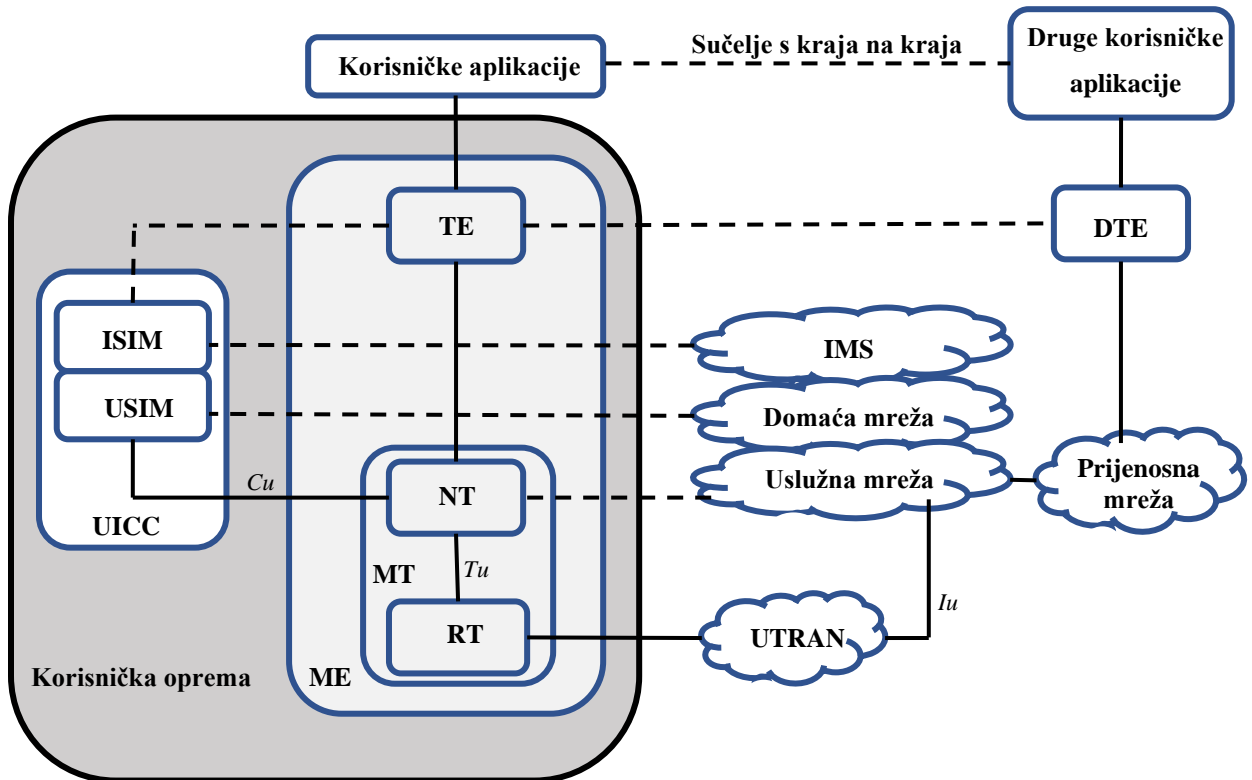 Korisničke aplikacije
Sučelje s kraja na kraja
Druge korisničke
aplikacije
TE
DTE
ISIM
IMS
USIM
Domaća mreža
Cu
NT
Uslužna mreža
Prijenosna
mreža
UICC
MT
Tu
Iu
RT
UTRAN
Korisnička oprema
ME